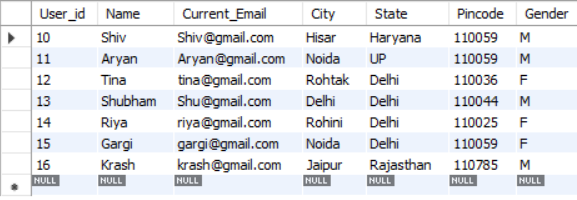 User_id Name Current_Email City State Pincode Gender
10 Shiv Shiv@gmail.com Hisar Haryana 110059 M
11 Aryan Aryan@gmail.com Noida UP 110059 M
12 Tina tina@gmail.com Rohtak Delhi 110036 F
13 Shubham Shu@gmail.com Delhi Delhi 110044 M
14 Riya riya@gmail.com Rohini Delhi 110025 F
15 Gargi gargi@gmail.com Noida Delhi 110059 F
16 Krash krash@gmail.com Jaipur Rajasthan 110785 M
NULL NULL NULL NULL NULL NULL NULL